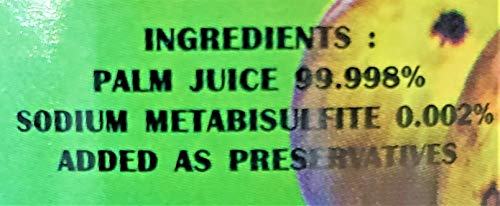 INGREDIENTS :
PALM JUICE 99.998%
SODIUM METABISULFITE 0.002%
ADDED AS PRESERVATIVES